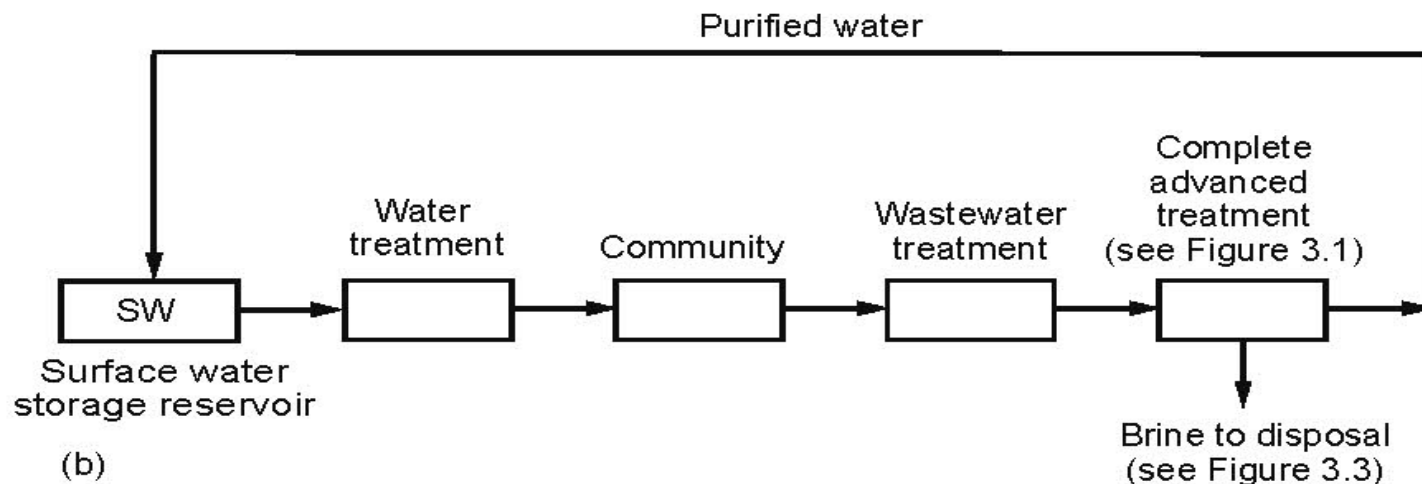 Purified water
Complete
advanced
treatment
(see Figure 3.1)
Water
treatment
Community
Wastewater
treatment
SW
Surface water
storage reservoir
Brine to disposal
(see Figure 3.3)
(b)